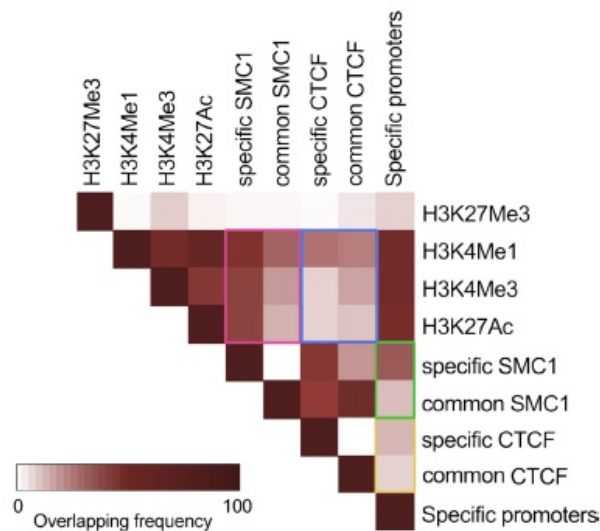 H3K27Me3
H3K4Me1
H3K4Me3
H3K27Ac
specific SMC1
common SMC1
specific CTCF
common CTCF
Specific promoters
H3K27Me3
H3K4Me1
H3K4Me3
H3K27Ac
specific SMC1
common SMC1
specific CTCF
common CTCF
Specific promoters
0 100
Overlapping frequency